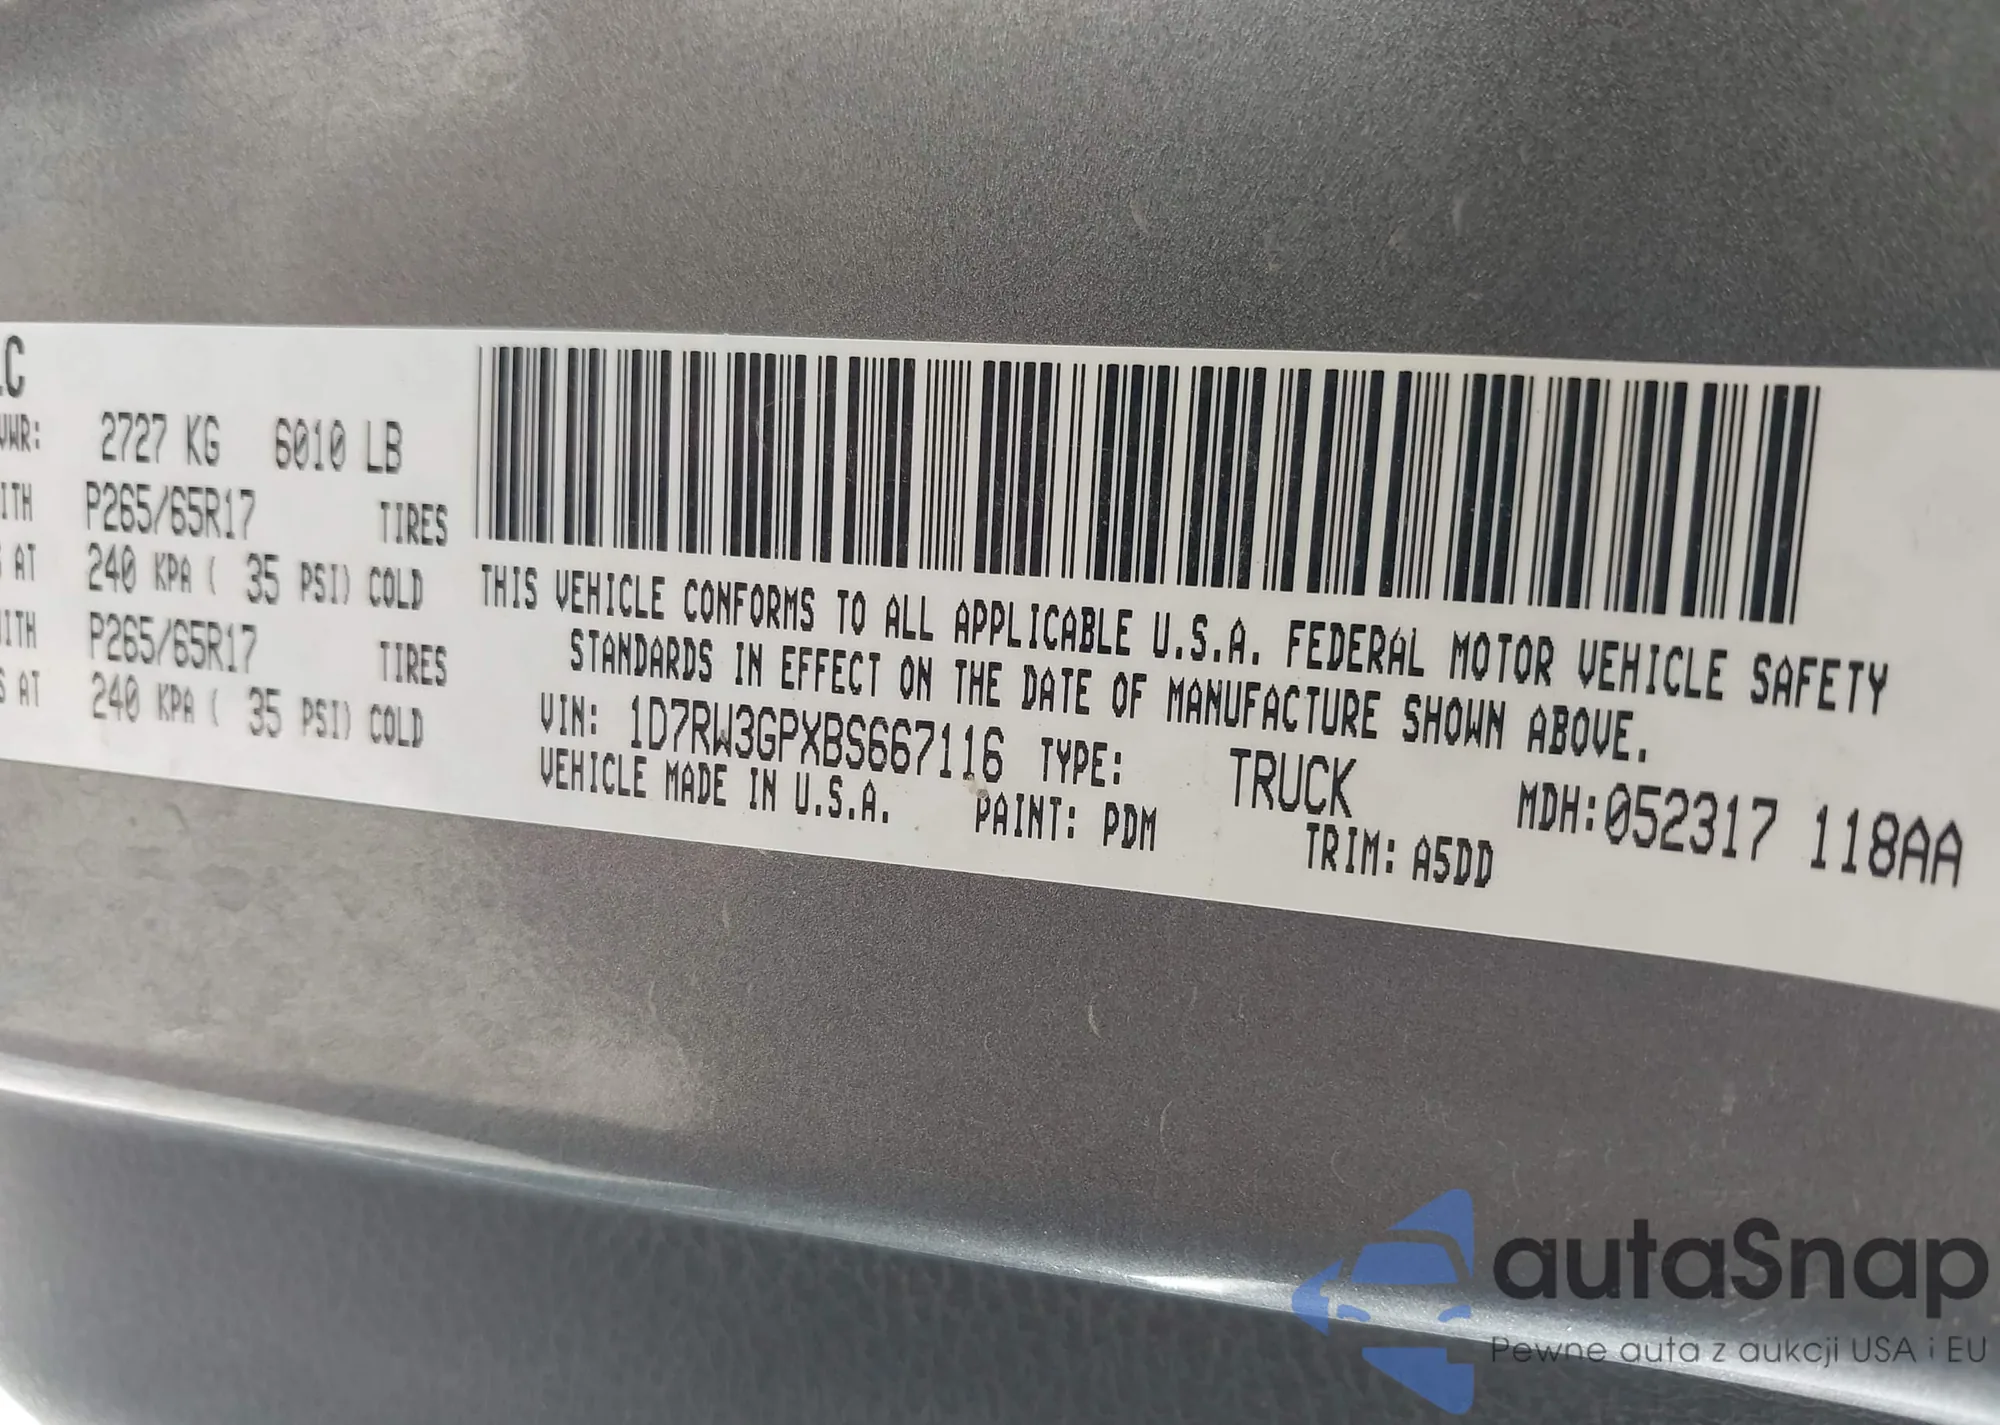 LC
VWR: 2727 KG 6010 LB
ITH P265/65R17 TIRES
S AT 240 KPA ( 35 PSI) COLD
ITH P265/65R17 TIRES
S AT 240 KPA ( 35 PSI) COLD
THIS VEHICLE CONFORMS TO ALL APPLICABLE U.S.A. FEDERAL MOTOR VEHICLE SAFETY
STANDARDS IN EFFECT ON THE DATE OF MANUFACTURE SHOWN ABOVE.
VIN: 1D7RW3GPXBS667116 TYPE: TRUCK MDH:052317 118AA
VEHICLE MADE IN U.S.A. PAINT: PDM TRIM: A5DD
autaSnap
Pewne auta z aukcji USA i EU